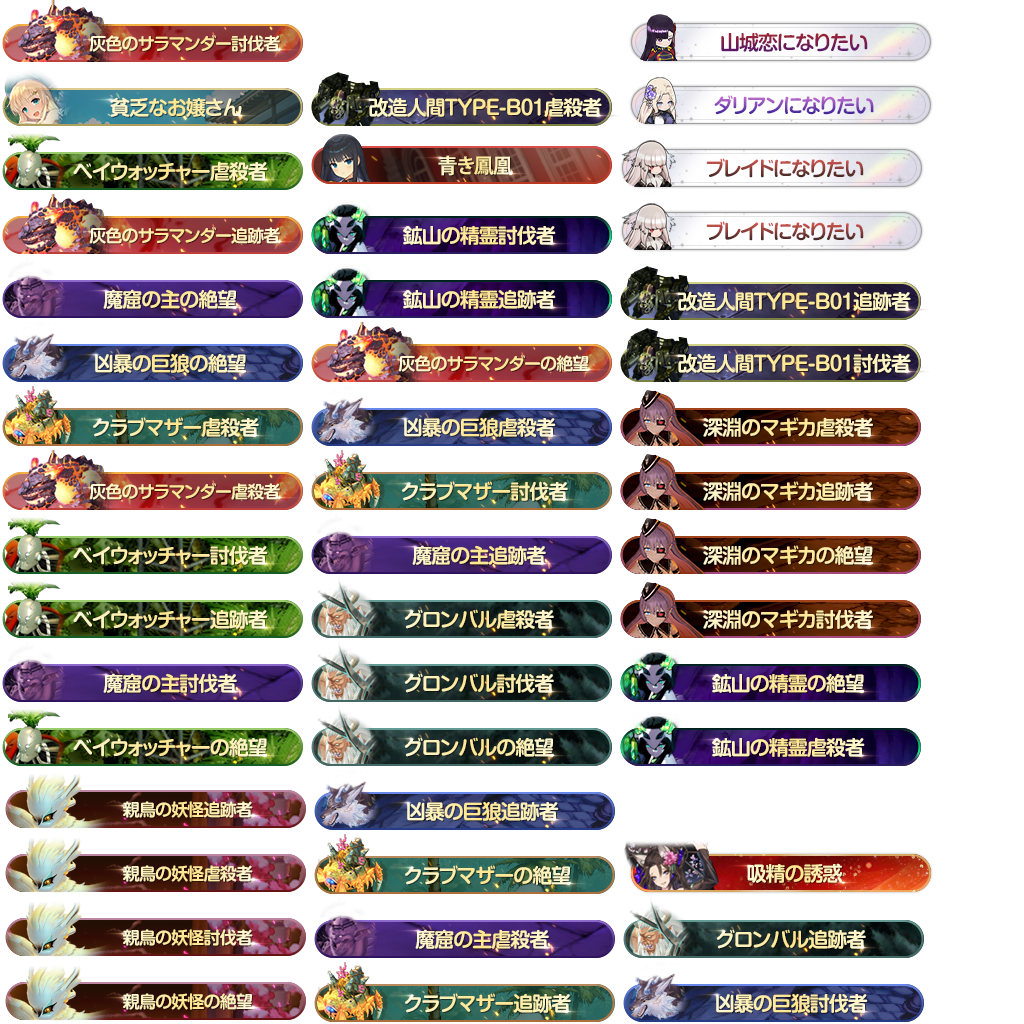 灰色のサラマンダー討伐者
山城恋になりたい
貧乏なお嬢さん
改造人間TYPE-B01虐殺者
ダリアンになりたい
ベイウォッチャー虐殺者
青き鳳凰
ブレイドになりたい
灰色のサラマンダー追跡者
鉱山の精霊討伐者
ブレイドになりたい
魔窟の主の絶望
鉱山の精霊追跡者
改造人間TYPE-B01追跡者
凶暴の巨狼の絶望
灰色のサラマンダーの絶望
改造人間TYPE-B01討伐者
クラブマザー虐殺者
凶暴の巨狼虐殺者
深淵のマギカ虐殺者
灰色のサラマンダー虐殺者
クラブマザー討伐者
深淵のマギカ追跡者
ベイウォッチャー討伐者
魔窟の主追跡者
深淵のマギカの絶望
ベイウォッチャー追跡者
グロンバル虐殺者
深淵のマギカ討伐者
魔窟の主討伐者
グロンバル討伐者
鉱山の精霊の絶望
ベイウォッチャーの絶望
グロンバルの絶望
鉱山の精霊虐殺者
親鳥の妖怪追跡者
凶暴の巨狼追跡者
親鳥の妖怪虐殺者
クラブマザーの絶望
吸精の誘惑
親鳥の妖怪討伐者
魔窟の主虐殺者
グロンバル追跡者
親鳥の妖怪の絶望
クラブマザー追跡者
凶暴の巨狼討伐者